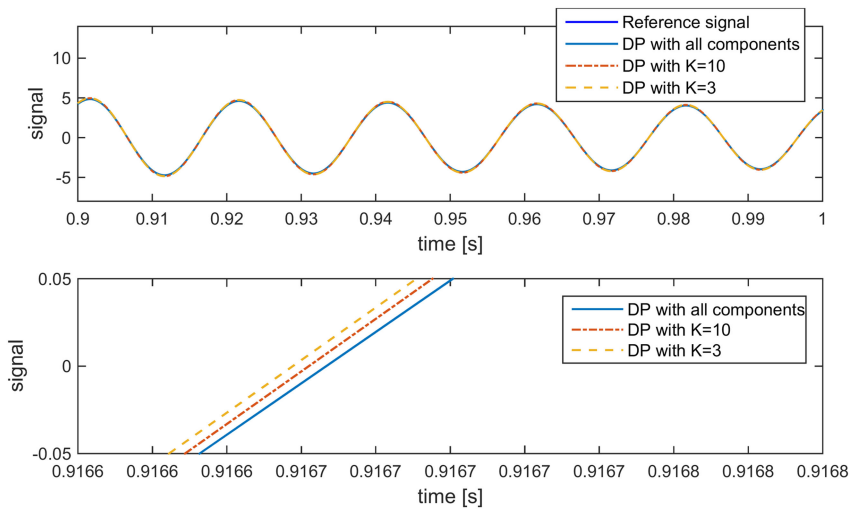 Reference signal
DP with all components
DP with K=10
DP with K=3
10
5
0
-5
signal
0.9 0.91 0.92 0.93 0.94 0.95 0.96 0.97 0.98 0.99 1
time [s]
DP with all components
DP with K=10
DP with K=3
0.05
0
-0.05
signal
0.9166 0.9166 0.9166 0.9167 0.9167 0.9167 0.9167 0.9167 0.9168 0.9168 0.9168
time [s]